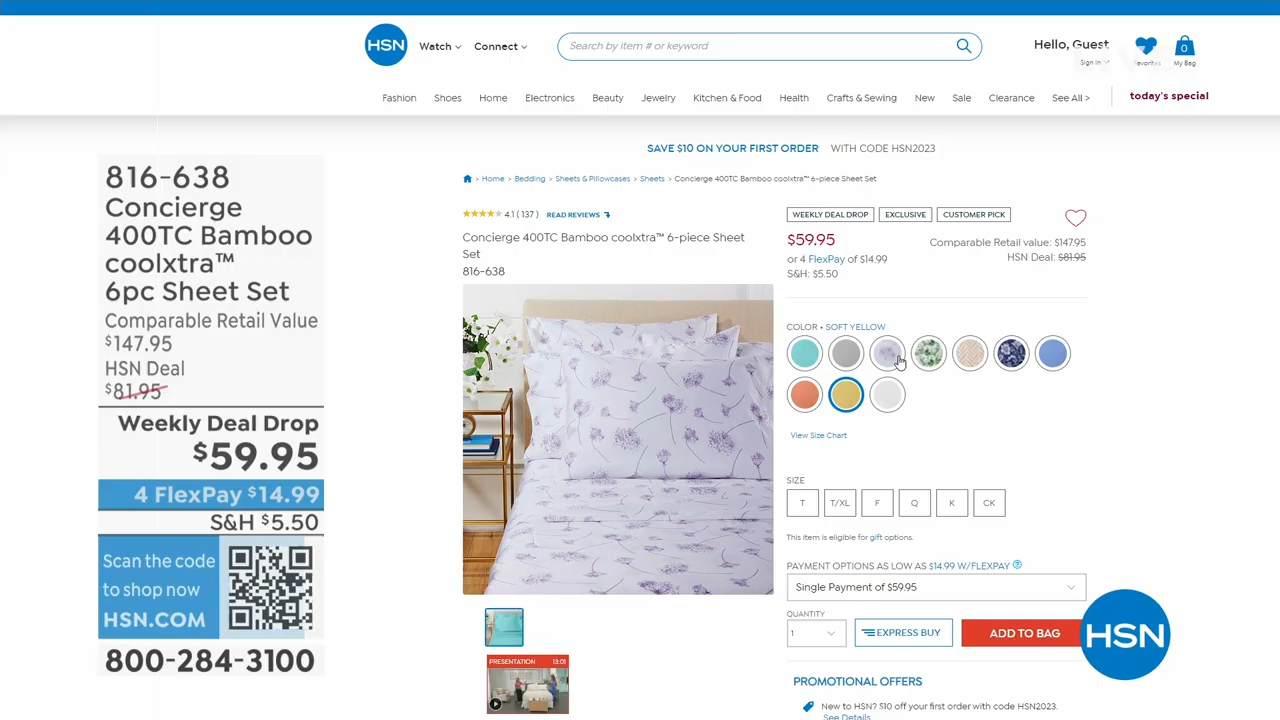 HSN
Watch
Connect
Search by item # or keyword
Hello, Guest
Sign In
Favorites
0
My Bag
Fashion
Shoes
Home
Electronics
Beauty
Jewelry
Kitchen & Food
Health
Crafts & Sewing
New
Sale
Clearance
See All >
today's special
SAVE $10 ON YOUR FIRST ORDER WITH CODE HSN2023
Home > Bedding > Sheets & Pillowcases > Sheets > Concierge 400TC Bamboo coolxtra™ 6-piece Sheet Set
816-638
Concierge
400TC Bamboo
coolxtra™
6pc Sheet Set
Comparable Retail Value
$147.95
HSN Deal
$81.95
Weekly Deal Drop
$59.95
4 FlexPay $14.99
S&H $5.50
Scan the code
to shop now
HSN.COM
800-284-3100
4.1 ( 137 ) READ REVIEWS
Concierge 400TC Bamboo coolxtra™ 6-piece Sheet
Set
816-638
PRESENTATION 13:01
WEEKLY DEAL DROP
EXCLUSIVE
CUSTOMER PICK
$59.95
Comparable Retail value: $147.95
or 4 FlexPay of $14.99
HSN Deal: $81.95
S&H: $5.50
COLOR • SOFT YELLOW
View Size Chart
SIZE
T
T/XL
F
Q
K
CK
This item is eligible for gift options.
PAYMENT OPTIONS AS LOW AS $14.99 W/FLEXPAY
Single Payment of $59.95
QUANTITY
1
EXPRESS BUY
ADD TO BAG
HSN
PROMOTIONAL OFFERS
New to HSN? $10 off your first order with code HSN2023.
See Details